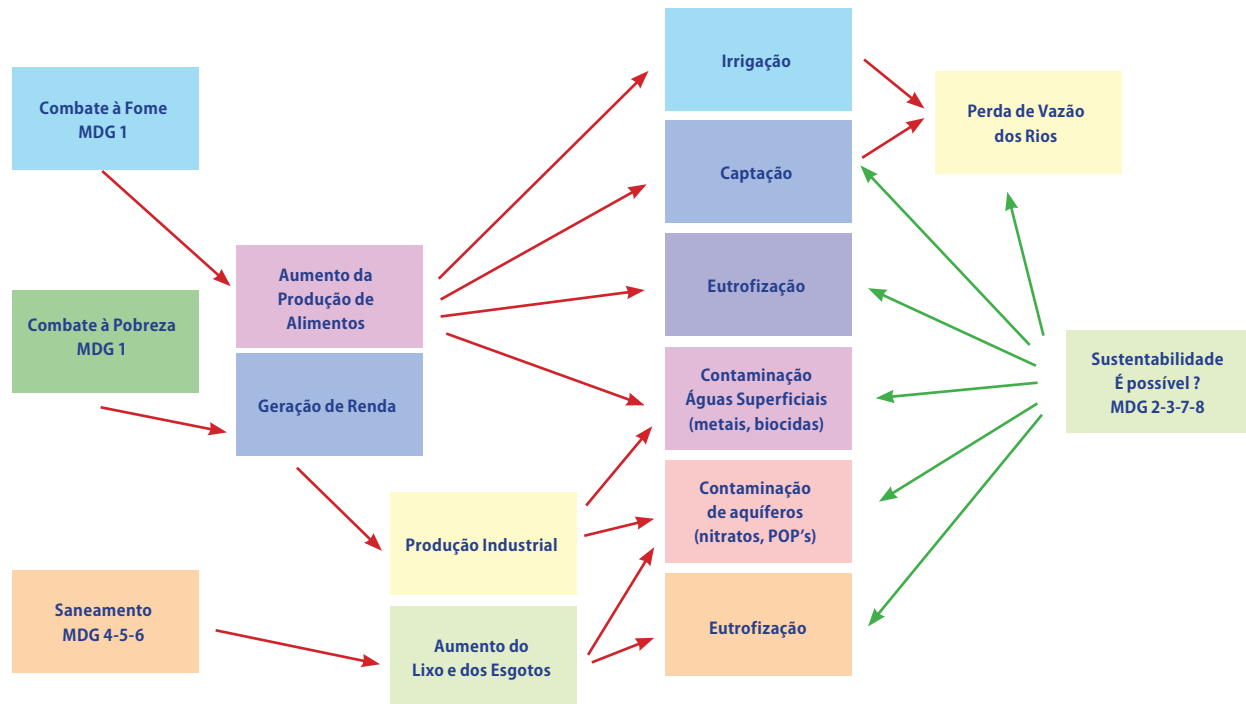 Combate à Fome
MDG 1
Combate à Pobreza
MDG 1
Saneamento
MDG 4-5-6
Aumento da
Produção de
Alimentos
Geração de Renda
Produção Industrial
Aumento do
Lixo e dos Esgotos
Irrigação
Captação
Eutrofização
Contaminação
Águas Superficiais
(metais, biocidas)
Contaminação
de aquíferos
(nitratos, POP's)
Eutrofização
Perda de Vazão
dos Rios
Sustentabilidade
É possível ?
MDG 2-3-7-8